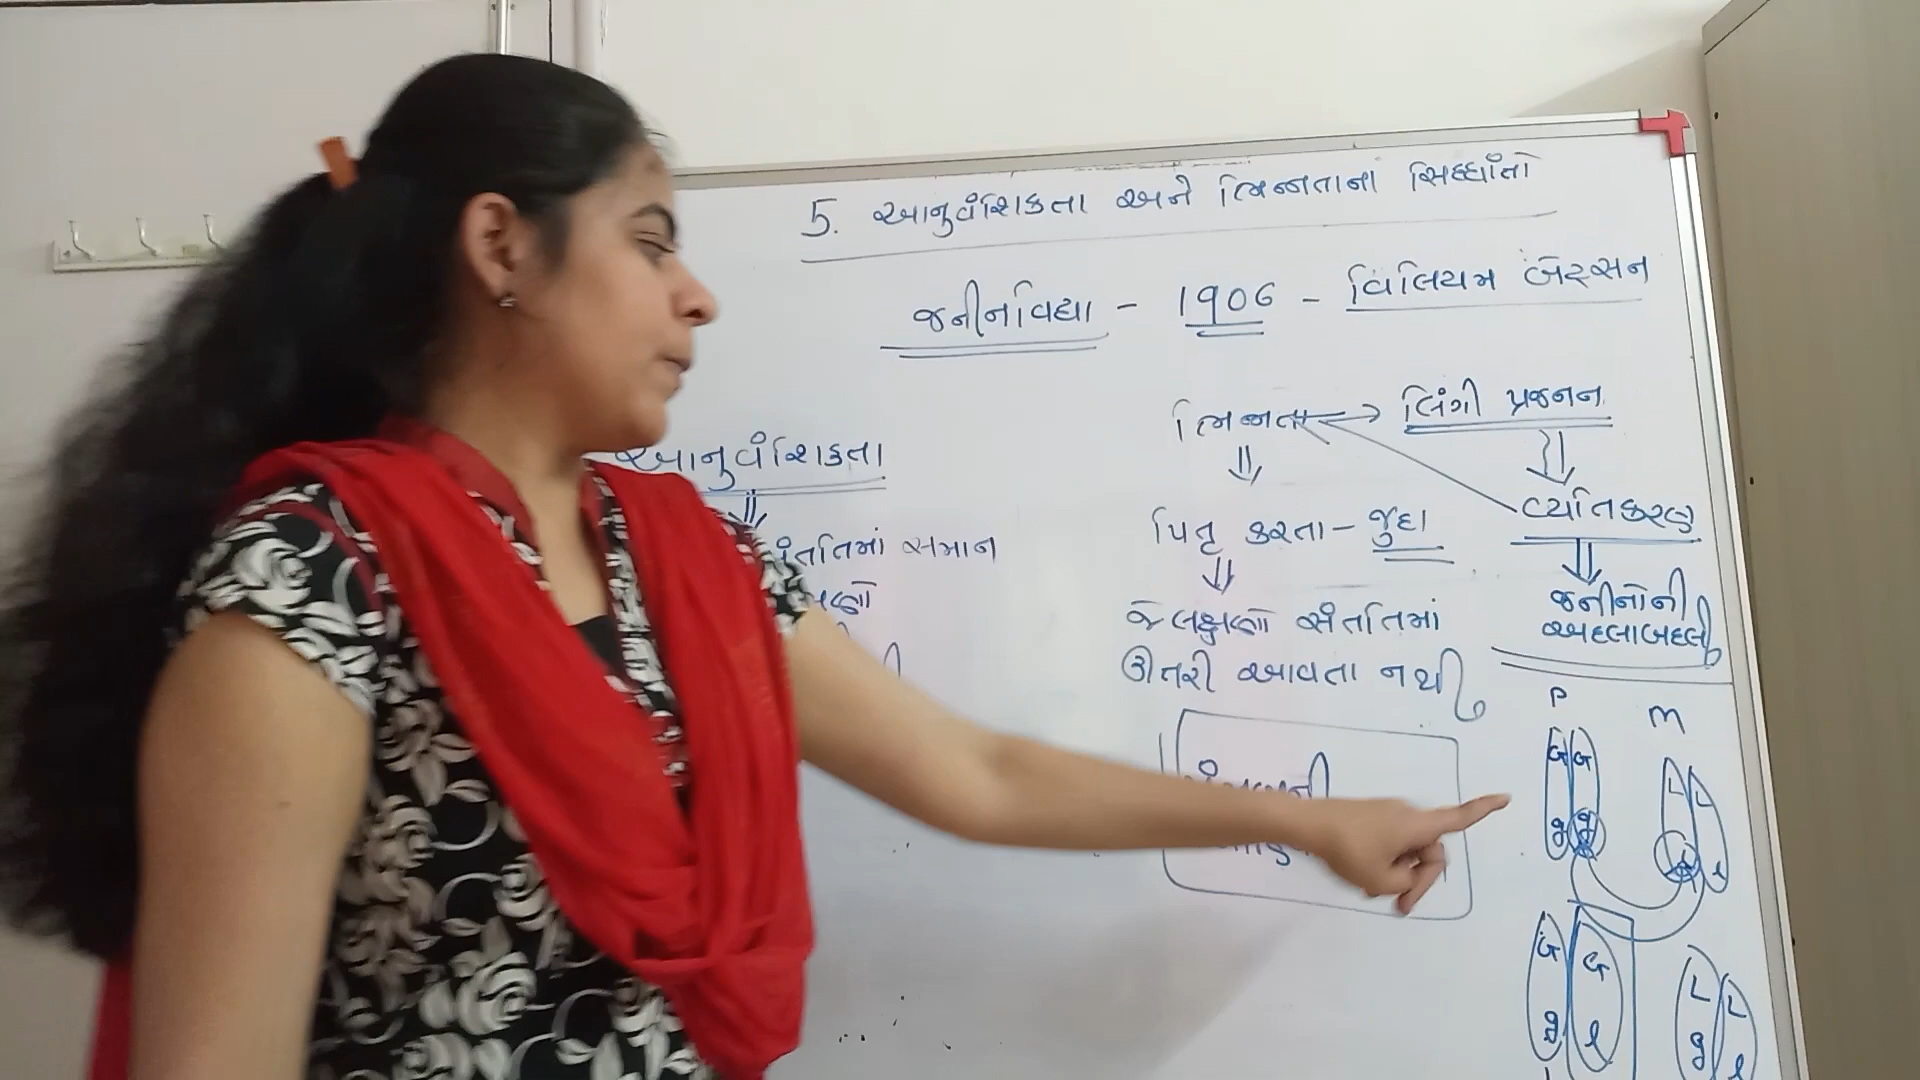 5. આનુવંશિકતા અને ભિન્નતાના સિધ્ધાંતો
જનીનવિદ્યા - 1906 - વિલિયમ બેટ્સન
આનુવંશિકતા
સમાન
ભિન્નતા
પિતૃ કરતા - જુદા
જે લક્ષણો સંતતિમાં
ઊતરી આવતા નથી
લિંગી પ્રજનન
વ્યતિકરણ
જનીનોની
અદલાબદલી
P M
G G L L
g g l
G G L L
g l g l